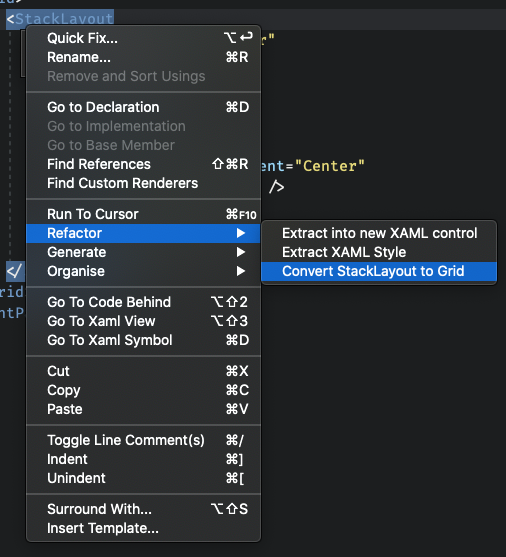 <StackLayout
Quick Fix... ⌥↩
r"
Rename... ⌘R
Remove and Sort Usings
Go to Declaration ⌘D
Go to Implementation
Go to Base Member
Find References ⇧⌘R
ent="Center"
Find Custom Renderers
/>
Run To Cursor ⌘F10
Refactor ▶
Extract into new XAML control
Generate ▶
Extract XAML Style
Organise ▶
Convert StackLayout to Grid
</
rid
Go To Code Behind ⌥⇧2
ntP
Go To Xaml View ⌥⇧3
Go To Xaml Symbol ⌘D
Cut ⌘X
Copy ⌘C
Paste ⌘V
Toggle Line Comment(s) ⌘/
Indent ⌘]
Unindent ⌘[
Surround With... ⌥⇧S
Insert Template...